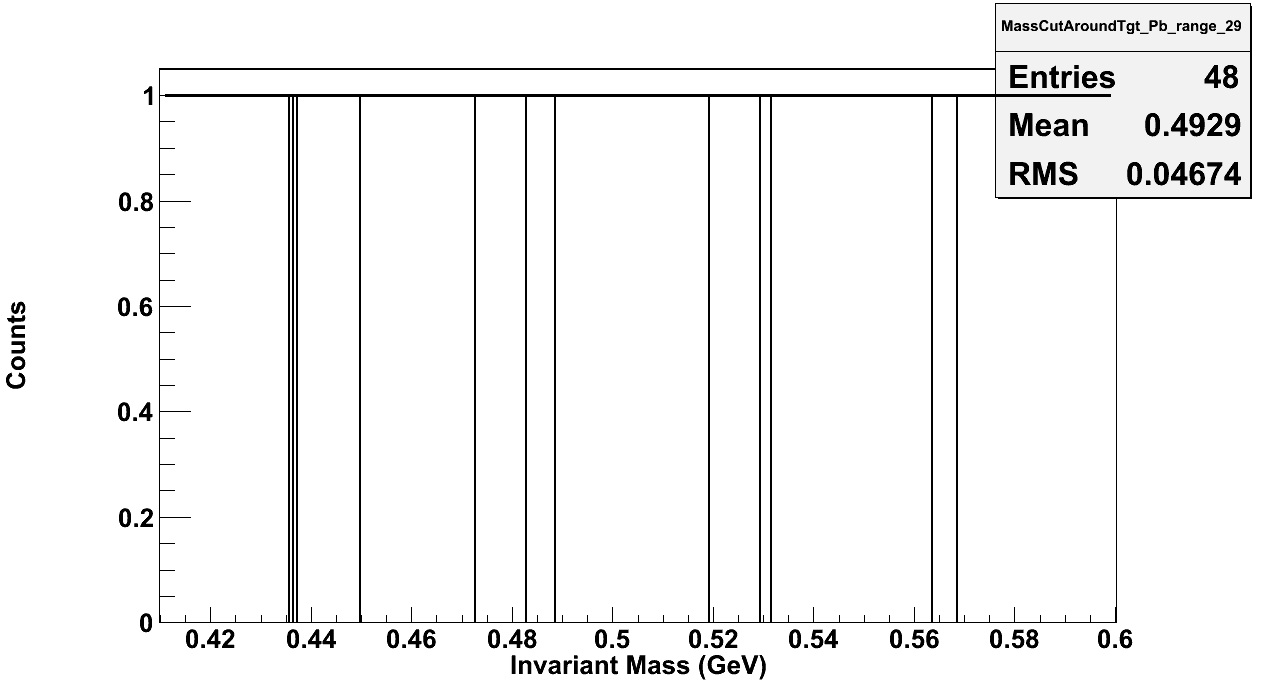 MassCutAroundTgt_Pb_range_29
Entries 48
Mean 0.4929
RMS 0.04674
1
0.8
0.6
0.4
0.2
0
Counts
0.42 0.44 0.46 0.48 0.5 0.52 0.54 0.56 0.58 0.6
Invariant Mass (GeV)